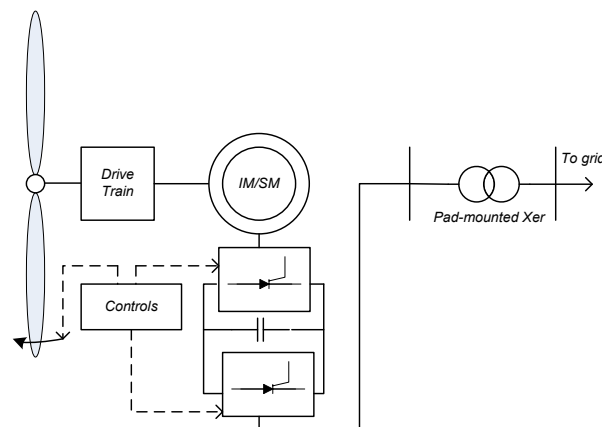 Drive
Train
IM/SM
To grid
Pad-mounted Xer
Controls